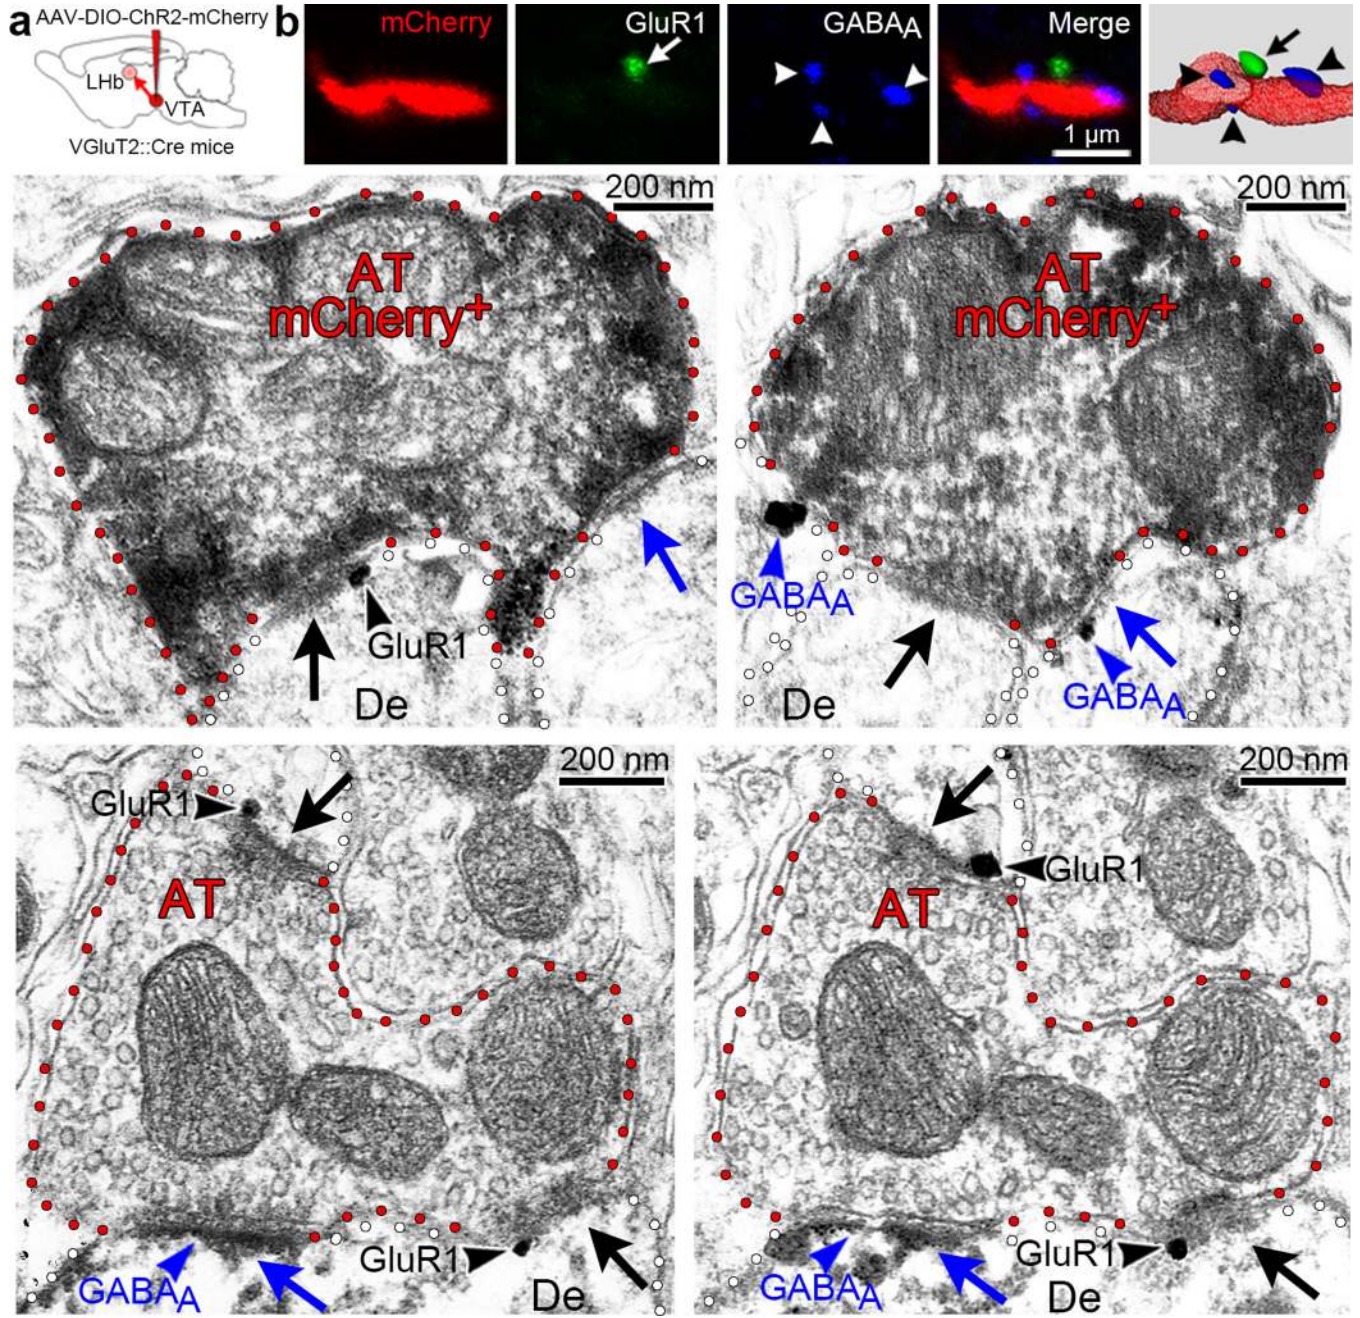 a
AAV-DIO-ChR2-mCherry
LHb
VTA
VGluT2::Cre mice
b
mCherry
GluR1
GABAA
Merge
1 µm
200 nm
AT
mCherry+
GluR1
De
200 nm
AT
mCherry+
GABAA
GABAA
De
200 nm
GluR1
AT
GluR1
GABAA
De
200 nm
GluR1
AT
GluR1
GABAA
De